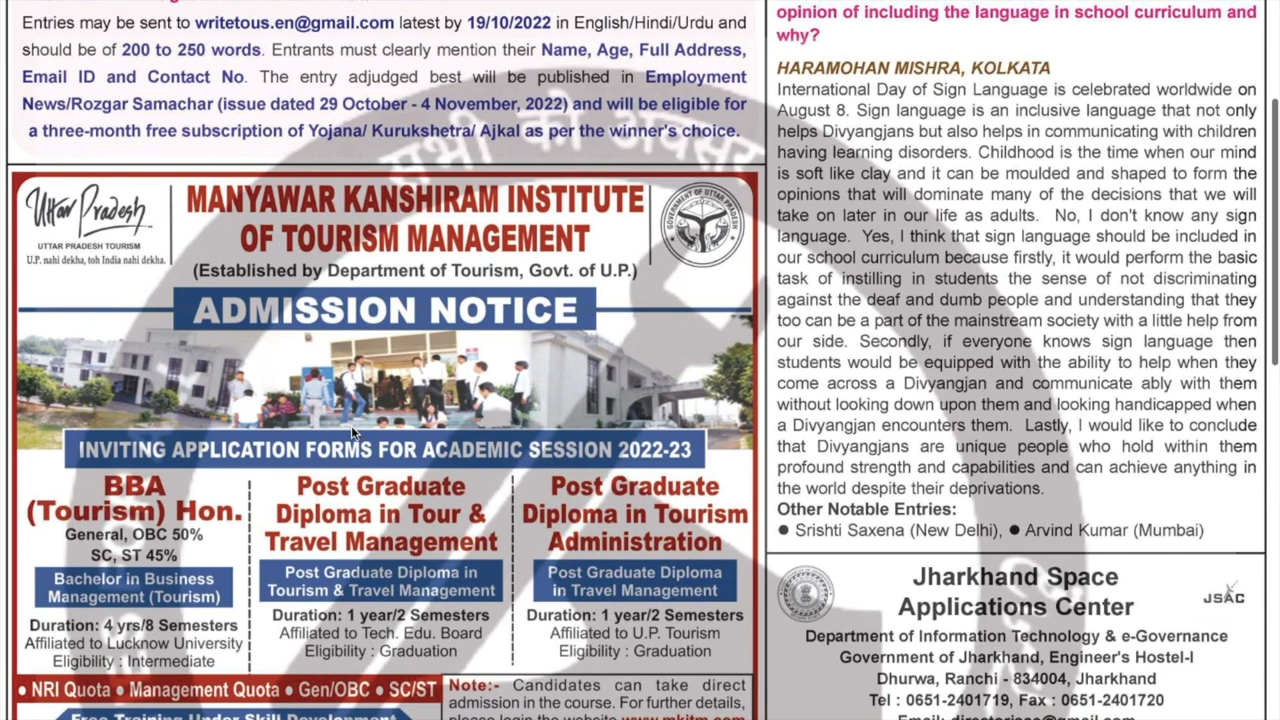 Entries may be sent to writetous.en@gmail.com latest by 19/10/2022 in English/Hindi/Urdu and
should be of 200 to 250 words. Entrants must clearly mention their Name, Age, Full Address,
Email ID and Contact No. The entry adjudged best will be published in Employment
News/Rozgar Samachar (issue dated 29 October - 4 November, 2022) and will be eligible for
a three-month free subscription of Yojana/ Kurukshetra/ Ajkal as per the winner's choice.
सभी को अवसर
Uttar Pradesh
UTTAR PRADESH TOURISM
U.P. nahi dekha, toh India nahi dekha.
MANYAWAR KANSHIRAM INSTITUTE
OF TOURISM MANAGEMENT
(Established by Department of Tourism, Govt. of U.P.)
GOVERNMENT OF UTTAR PRADESH
ADMISSION NOTICE
INVITING APPLICATION FORMS FOR ACADEMIC SESSION 2022-23
BBA
(Tourism) Hon.
General, OBC 50%
SC, ST 45%
Bachelor in Business
Management (Tourism)
Duration: 4 yrs/8 Semesters
Affiliated to Lucknow University
Eligibility : Intermediate
Post Graduate
Diploma in Tour &
Travel Management
Post Graduate Diploma in
Tourism & Travel Management
Duration: 1 year/2 Semesters
Affiliated to Tech. Edu. Board
Eligibility : Graduation
Post Graduate
Diploma in Tourism
Administration
Post Graduate Diploma
in Travel Management
Duration: 1 year/2 Semesters
Affiliated to U.P. Tourism
Eligibility : Graduation
● NRI Quota ● Management Quota ● Gen/OBC ● SC/ST
Free Training Under Skill Development
Note:- Candidates can take direct
admission in the course. For further details,
please login the website www.mkitm.com
opinion of including the language in school curriculum and
why?
HARAMOHAN MISHRA, KOLKATA
International Day of Sign Language is celebrated worldwide on
August 8. Sign language is an inclusive language that not only
helps Divyangjans but also helps in communicating with children
having learning disorders. Childhood is the time when our mind
is soft like clay and it can be moulded and shaped to form the
opinions that will dominate many of the decisions that we will
take on later in our life as adults. No, I don't know any sign
language. Yes, I think that sign language should be included in
our school curriculum because firstly, it would perform the basic
task of instilling in students the sense of not discriminating
against the deaf and dumb people and understanding that they
too can be a part of the mainstream society with a little help from
our side. Secondly, if everyone knows sign language then
students would be equipped with the ability to help when they
come across a Divyangjan and communicate ably with them
without looking down upon them and looking handicapped when
a Divyangjan encounters them. Lastly, I would like to conclude
that Divyangjans are unique people who hold within them
profound strength and capabilities and can achieve anything in
the world despite their deprivations.
Other Notable Entries:
● Srishti Saxena (New Delhi), ● Arvind Kumar (Mumbai)
Jharkhand Space
Applications Center
JSAC
Department of Information Technology & e-Governance
Government of Jharkhand, Engineer's Hostel-I
Dhurwa, Ranchi - 834004, Jharkhand
Tel : 0651-2401719, Fax : 0651-2401720